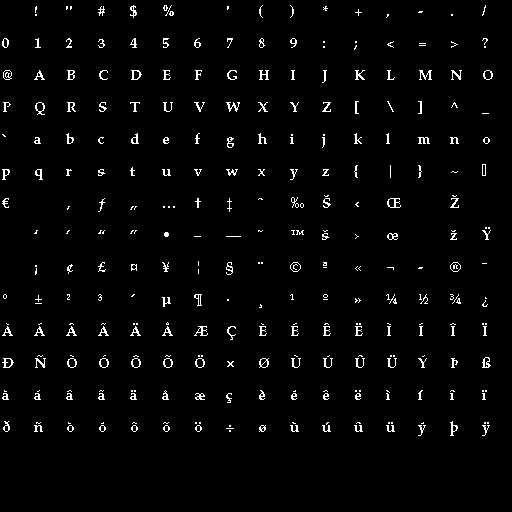 ! " # $ % ' ( ) * + , - . /
0 1 2 3 4 5 6 7 8 9 : ; < = > ?
@ A B C D E F G H I J K L M N O
P Q R S T U V W X Y Z [ \ ] ^ _
` a b c d e f g h i j k l m n o
p q r s t u v w x y z { | } ~ ▯
€ ‚ ƒ „ … † ‡ ˆ ‰ Š ‹ Œ Ž
‘ ’ “ ” • – — ˜ ™ š › œ ž Ÿ
¡ ¢ £ ¤ ¥ ¦ § ¨ © ª « ¬ - ® ¯
° ± ² ³ ´ µ ¶ · ¸ ¹ º » ¼ ½ ¾ ¿
À Á Â Ã Ä Å Æ Ç È É Ê Ë Ì Í Î Ï
Ð Ñ Ò Ó Ô Õ Ö × Ø Ù Ú Û Ü Ý Þ ß
à á â ã ä å æ ç è é ê ë ì í î ï
ð ñ ò ó ô õ ö ÷ ø ù ú û ü ý þ ÿ